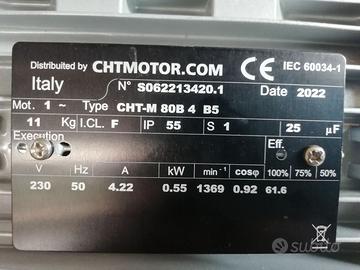 Distributed by CHTMOTOR.COM CE IEC 60034-1
Italy N° S062213420.1 Date 2022
Mot. 1~ Type CHT-M 80B 4 B5
11 Kg I.CL. F IP 55 S 1 25 µF
Execution Eff.
V Hz A kW min⁻¹ cosφ 100% 75% 50%
230 50 4.22 0.55 1369 0.92 61.6
subito